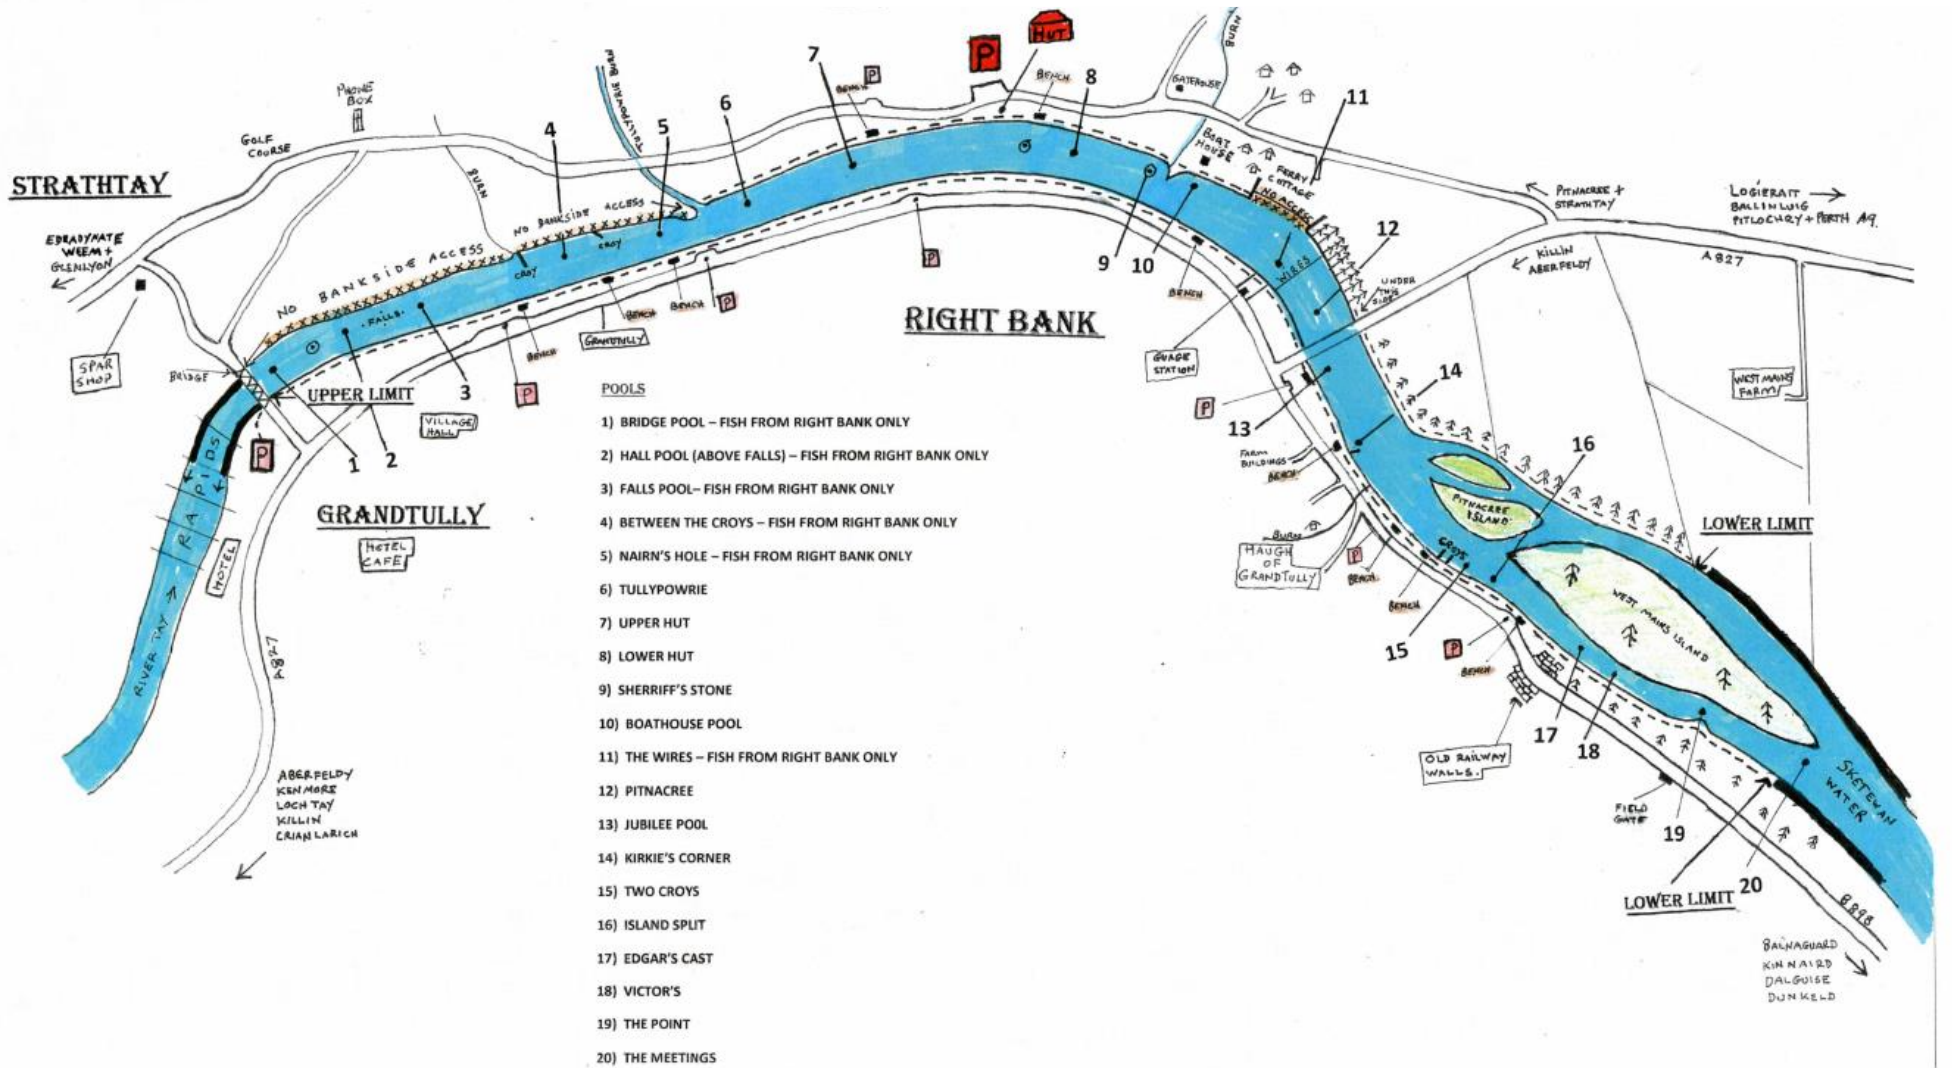 HUT
P
BURN
7
P
BENCH
BENCH
8
GATEHOUSE
11
PHONE
BOX
TULLYPOWRIE BURN
6
GOLF
COURSE
4
5
BOAT
HOUSE
FERRY
COTTAGE
NO ACCESS
STRATHTAY
BURN
NO BANKSIDE ACCESS
CROY
PITNACREE +
STRATHTAY
LOGIERAIT
BALLINLUIG
PITLOCHRY + PERTH A9.
12
EDRADYNATE
WEEM +
GLENLYON
NO BANKSIDE ACCESS
CROY
9
10
WIRES
KILLIN
ABERFELDY
A827
P
UNDER
THIS
SIDE
BENCH
FALLS
P
BENCH
BENCH
RIGHT BANK
SPAR
SHOP
BRIDGE
GRANDTULLY
BENCH
GUAGE
STATION
UPPER LIMIT
3
P
POOLS
WEST MAINS
FARM
14
VILLAGE
HALL
P
1) BRIDGE POOL – FISH FROM RIGHT BANK ONLY
13
16
P
1
2
2) HALL POOL (ABOVE FALLS) – FISH FROM RIGHT BANK ONLY
FARM
BUILDINGS
BENCH
RAPIDS
3) FALLS POOL– FISH FROM RIGHT BANK ONLY
PITNACREE
ISLAND
GRANDTULLY
4) BETWEEN THE CROYS – FISH FROM RIGHT BANK ONLY
LOWER LIMIT
HOTEL
HOTEL
CAFE
5) NAIRN'S HOLE – FISH FROM RIGHT BANK ONLY
BURN
HAUGH
OF
GRANDTULLY
P
BENCH
CROYS
6) TULLYPOWRIE
BENCH
WEST MAINS ISLAND
RIVER TAY
7) UPPER HUT
15
P
BENCH
A827
8) LOWER HUT
9) SHERRIFF'S STONE
17
18
10) BOATHOUSE POOL
OLD RAILWAY
WALLS.
SKETEWAN
WATER
11) THE WIRES – FISH FROM RIGHT BANK ONLY
ABERFELDY
KENMORE
LOCH TAY
KILLIN
CRIANLARICH
12) PITNACREE
FIELD
GATE
19
13) JUBILEE POOL
14) KIRKIE'S CORNER
15) TWO CROYS
LOWER LIMIT
20
B898
16) ISLAND SPLIT
17) EDGAR'S CAST
BALNAGUARD
KINNAIRD
DALGUISE
DUNKELD
18) VICTOR'S
19) THE POINT
20) THE MEETINGS